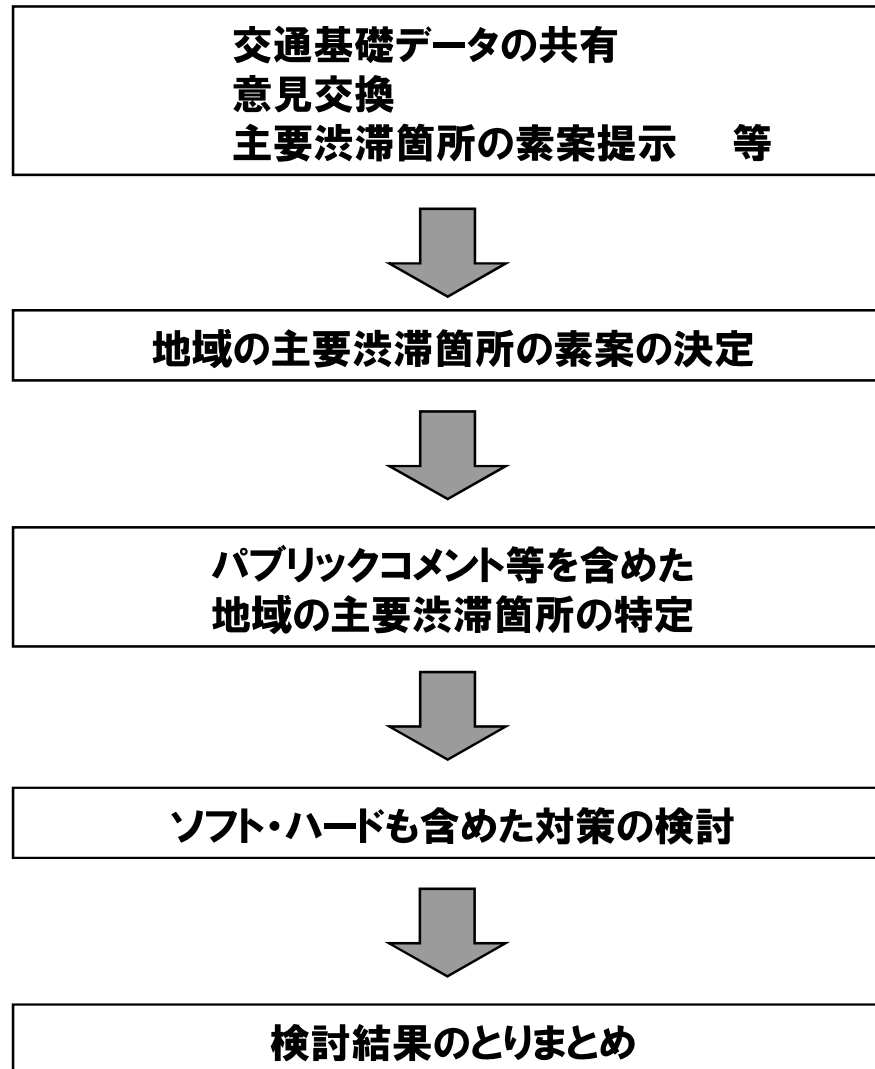 交通基礎データの共有
意見交換
主要渋滞箇所の素案提示　等
地域の主要渋滞箇所の素案の決定
パブリックコメント等を含めた
地域の主要渋滞箇所の特定
ソフト・ハードも含めた対策の検討
検討結果のとりまとめ